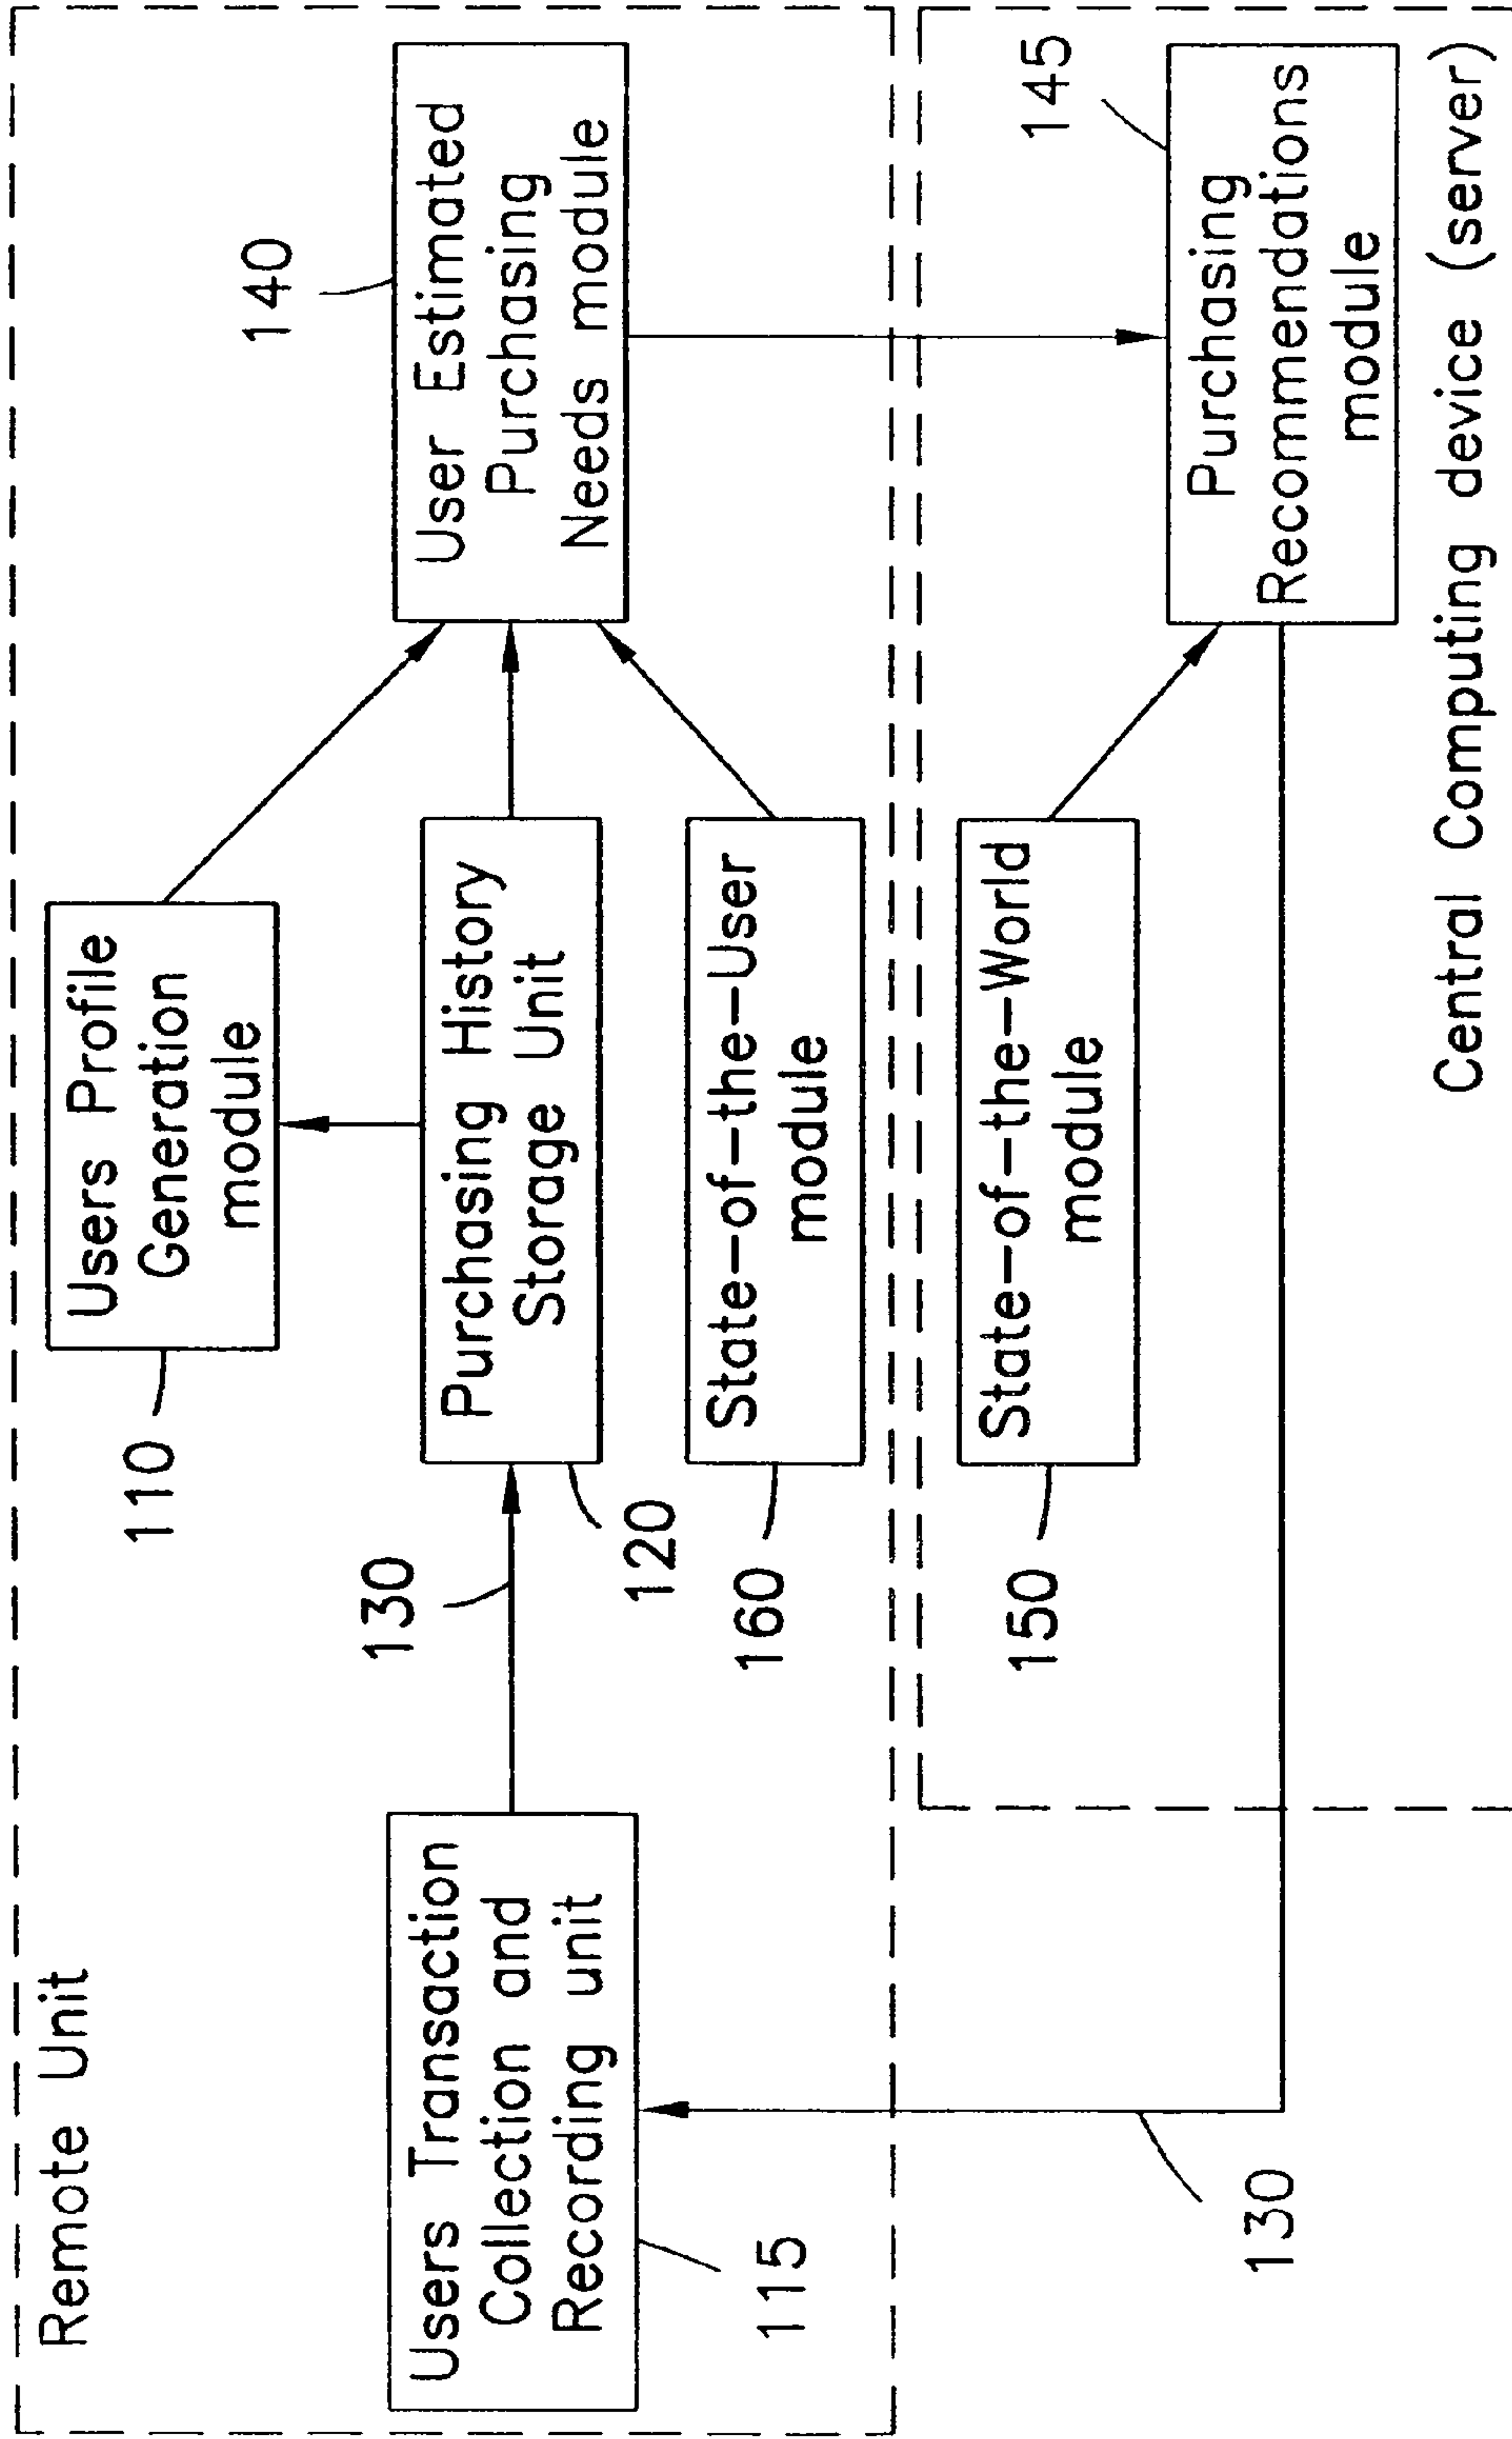 Remote Unit
110
Users Profile
Generation
module
140
User Estimated
Purchasing
Needs module
Users Transaction
Collection and
Recording unit
115
130
Purchasing History
Storage Unit
120
State-of-the-User
module
160
State-of-the-World
module
150
145
Purchasing
Recommendations
module
130
Central Computing device (server)